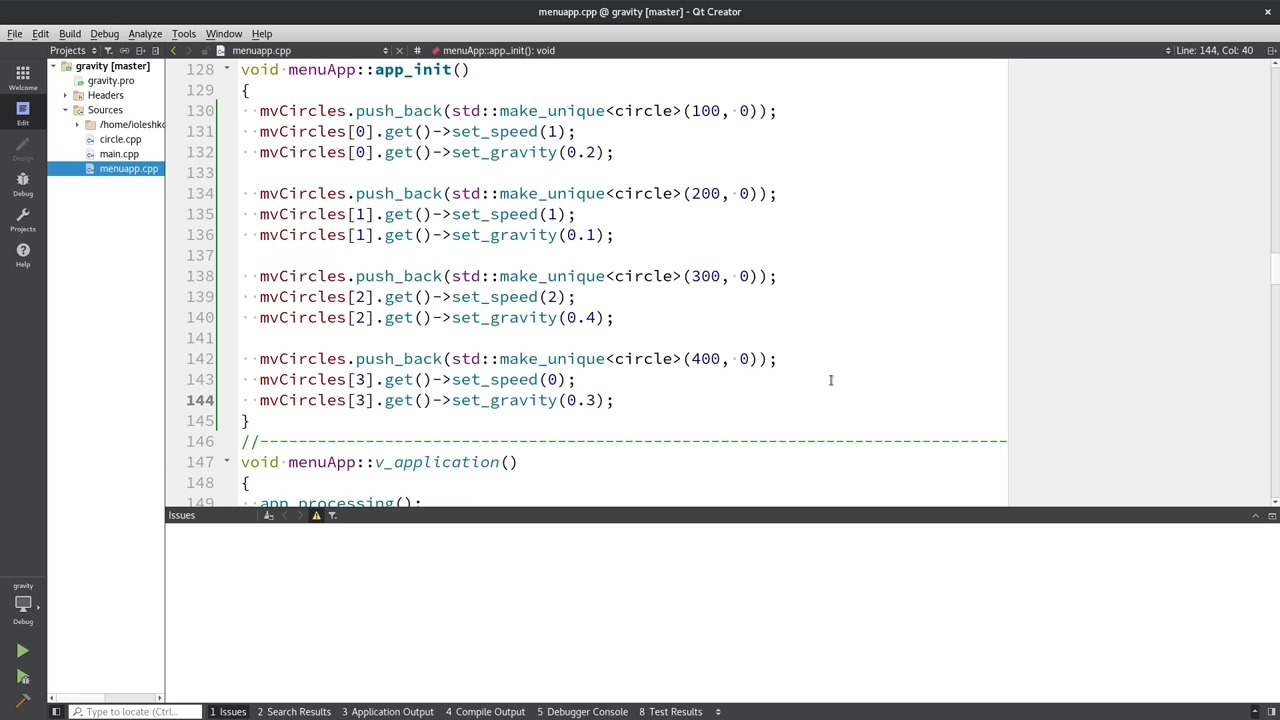 menuapp.cpp @ gravity [master] - Qt Creator
File Edit Build Debug Analyze Tools Window Help
Projects
menuapp.cpp
# menuApp::app_init(): void
Line: 144, Col: 40
Welcome
Edit
Design
Debug
Projects
Help
gravity
Debug
gravity [master]
gravity.pro
Headers
Sources
/home/ioleshko
circle.cpp
main.cpp
menuapp.cpp
128 void menuApp::app_init()
129 {
130 mvCircles.push_back(std::make_unique<circle>(100, 0));
131 mvCircles[0].get()->set_speed(1);
132 mvCircles[0].get()->set_gravity(0.2);
133
134 mvCircles.push_back(std::make_unique<circle>(200, 0));
135 mvCircles[1].get()->set_speed(1);
136 mvCircles[1].get()->set_gravity(0.1);
137
138 mvCircles.push_back(std::make_unique<circle>(300, 0));
139 mvCircles[2].get()->set_speed(2);
140 mvCircles[2].get()->set_gravity(0.4);
141
142 mvCircles.push_back(std::make_unique<circle>(400, 0));
143 mvCircles[3].get()->set_speed(0);
144 mvCircles[3].get()->set_gravity(0.3);
145 }
146 //------------------------------------------------------------------------------
147 void menuApp::v_application()
148 {
149 app_processing();
Issues
Type to locate (Ctrl...
1 Issues 2 Search Results 3 Application Output 4 Compile Output 5 Debugger Console 8 Test Results